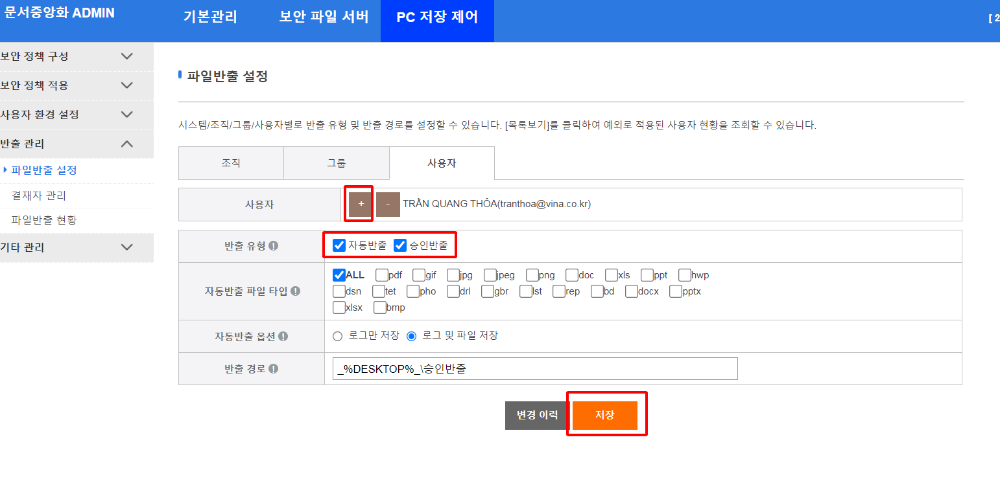 문서중앙화 ADMIN
기본관리 보안 파일 서버 PC 저장 제어
[ 2
보안 정책 구성
보안 정책 적용
사용자 환경 설정
반출 관리
파일반출 설정
결재자 관리
파일반출 현황
기타 관리
파일반출 설정
시스템/조직/그룹/사용자별로 반출 유형 및 반출 경로를 설정할 수 있습니다. [목록보기]를 클릭하여 예외로 적용된 사용자 현황을 조회할 수 있습니다.
조직 그룹 사용자
사용자 + - TRẦN QUANG THỎA(tranthoa@vina.co.kr)
반출 유형 자동반출 승인반출
자동반출 파일 타입
ALL pdf gif jpg jpeg png doc xls ppt hwp
dsn tet pho drl gbr lst rep bd docx pptx
xlsx bmp
자동반출 옵션 로그만 저장 로그 및 파일 저장
반출 경로 _%DESKTOP%_\승인반출
변경 이력 저장